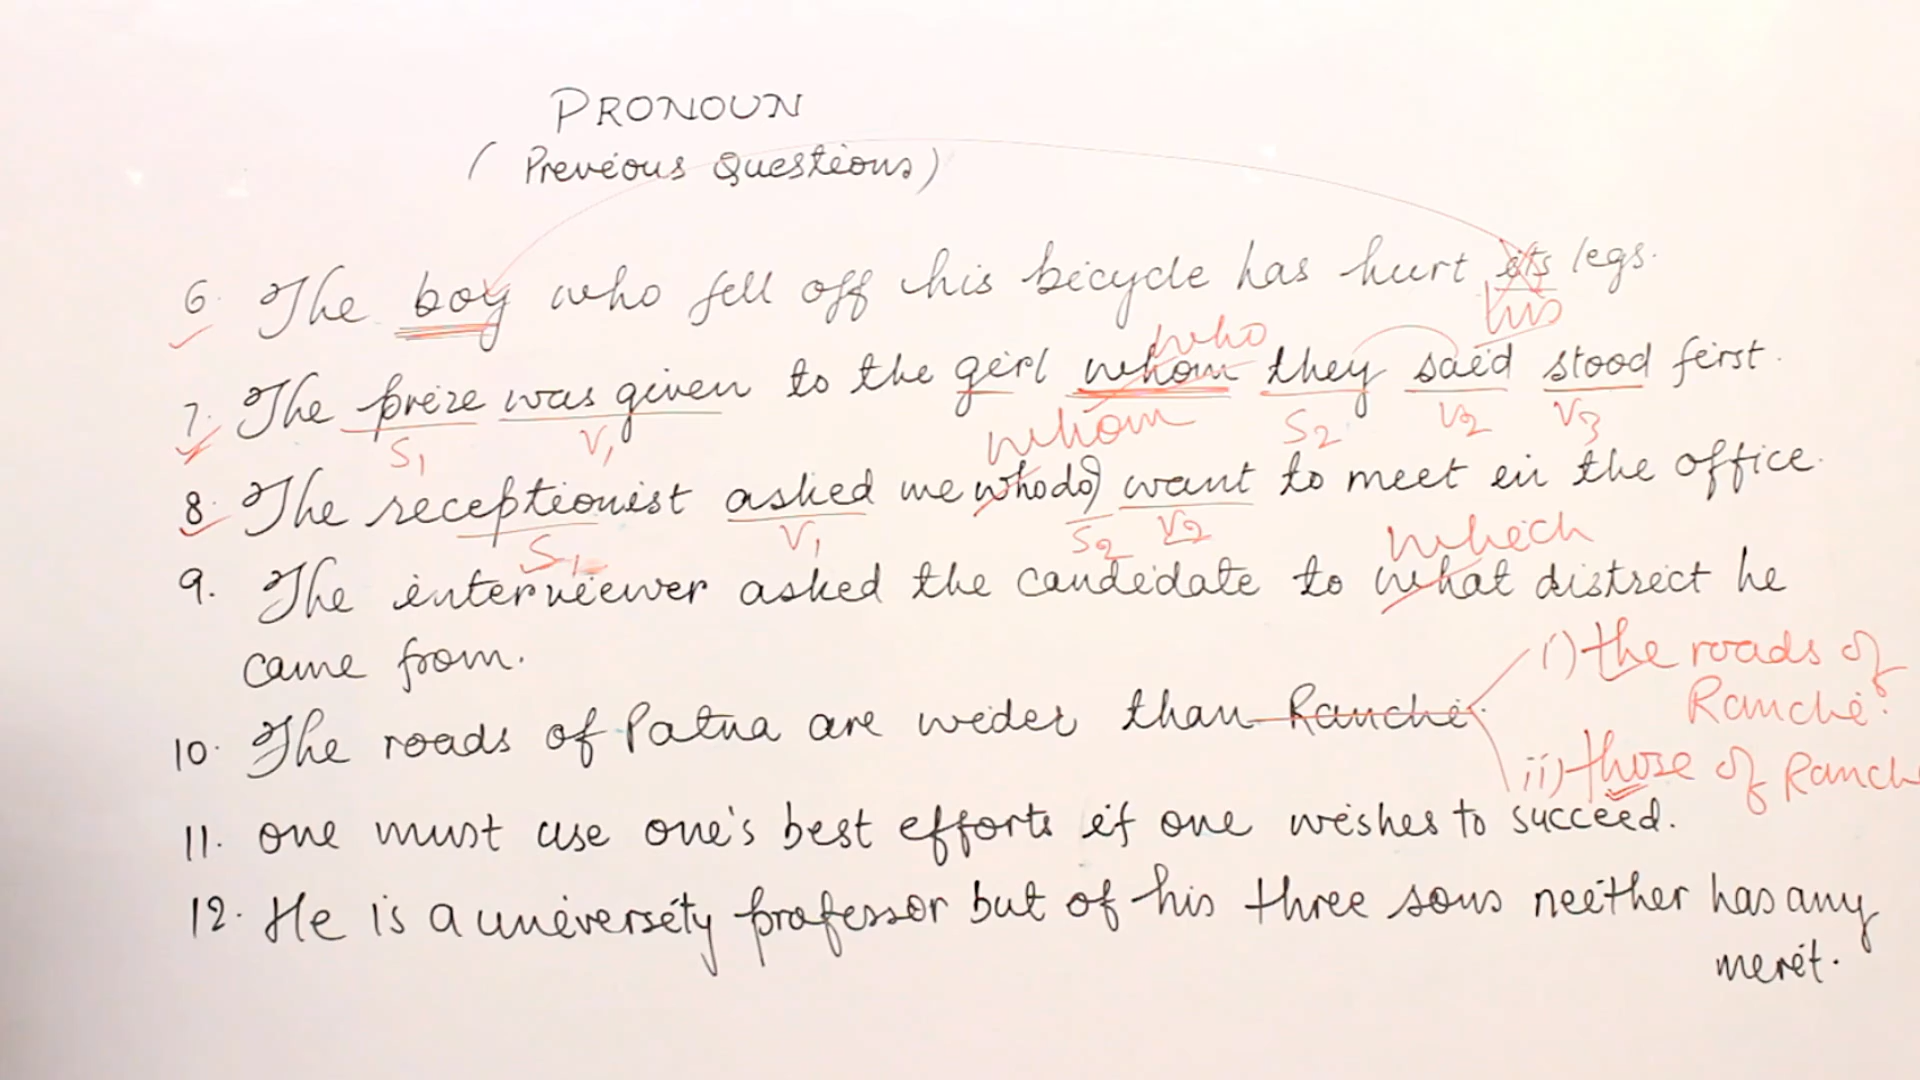 PRONOUN
( Previous Questions)
6. The boy who fell off his bicycle has hurt its legs.
his
who
7. The prize was given to the girl whom they said stood first.
S1 V1 whom S2 V2 V3
8. The receptionist asked me who do I want to meet in the office.
S1 V1 S2 V2 which
9. The interviewer asked the candidate to what district he
came from.
i) the roads of
Ranchi.
10. The roads of Patna are wider than Ranchi.
ii) those of Ranch
11. one must use one's best efforts if one wishes to succeed.
12. He is a university professor but of his three sons neither has any
merit.